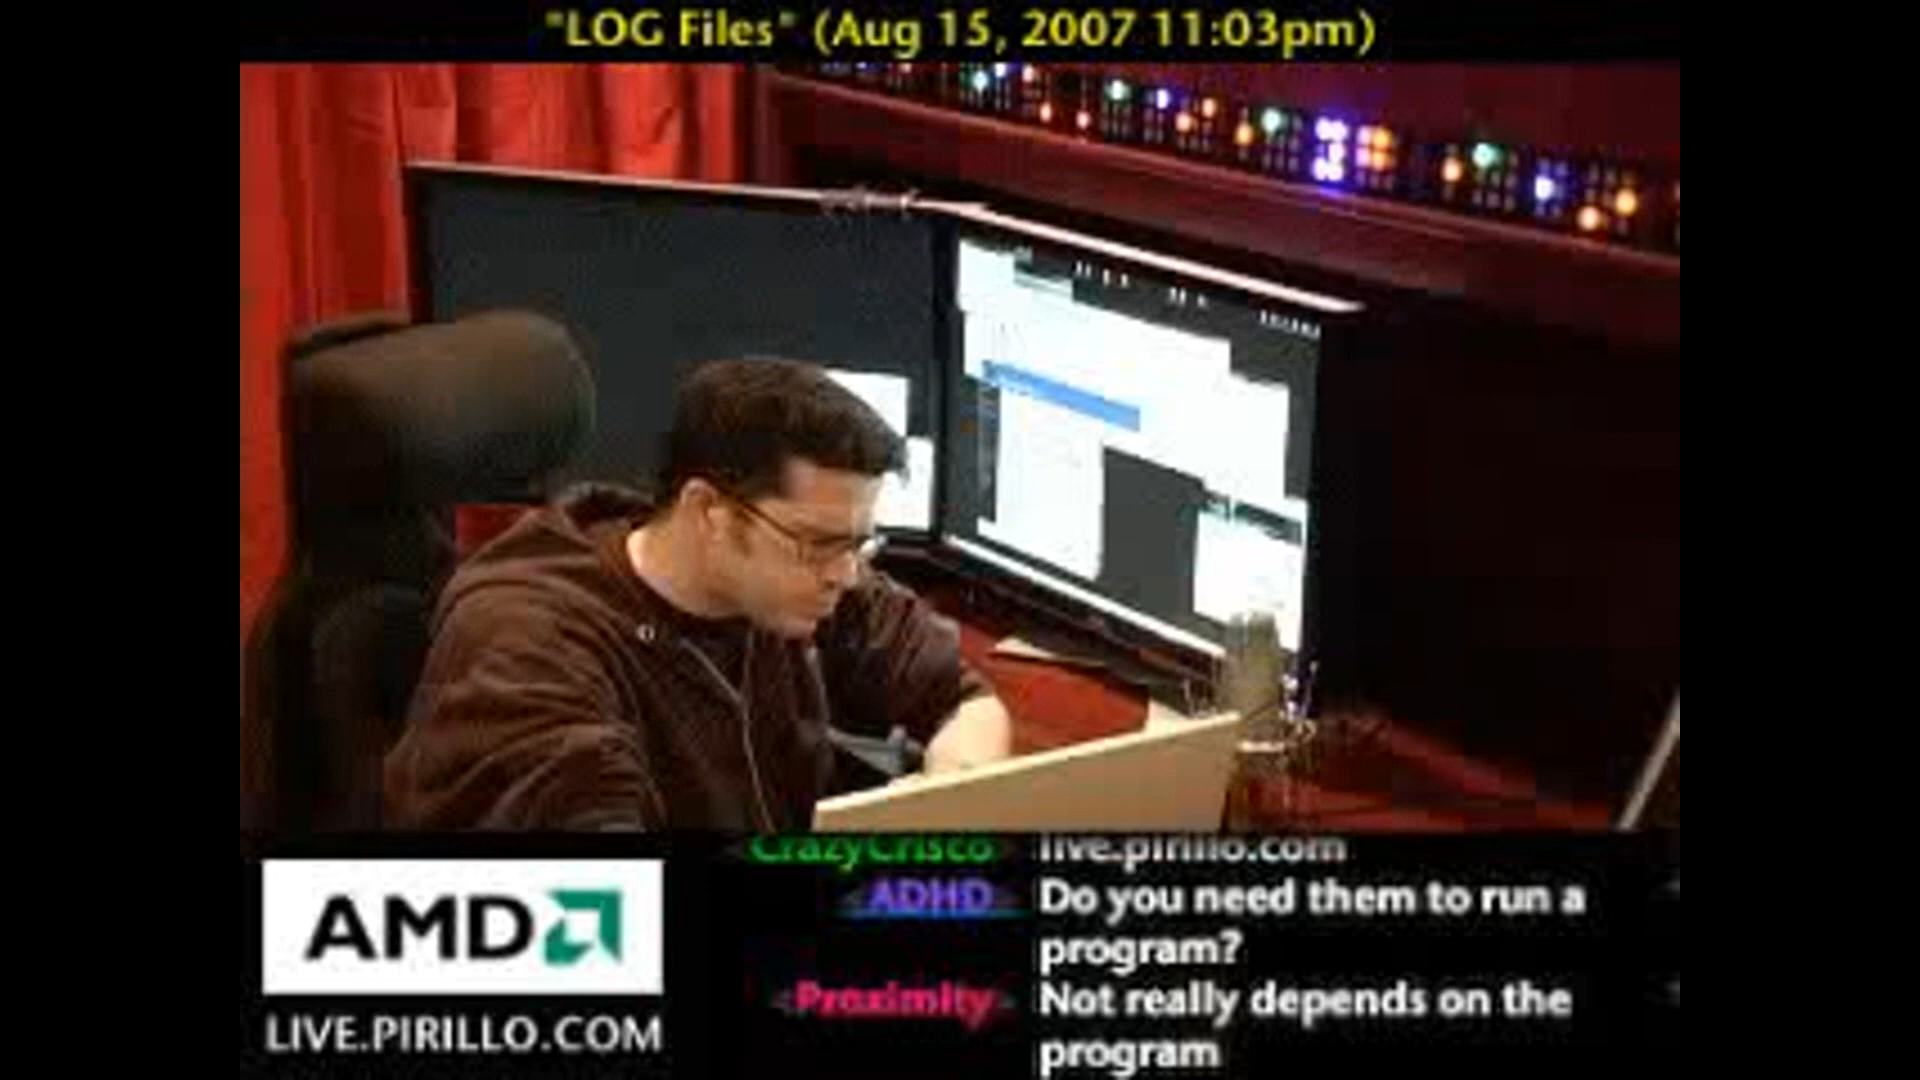 "LOG Files" (Aug 15, 2007 11:03pm)
CrazyCrisco live.pirillo.com
<ADHD> Do you need them to run a
program?
<Proximity> Not really depends on the
program
AMD
LIVE.PIRILLO.COM